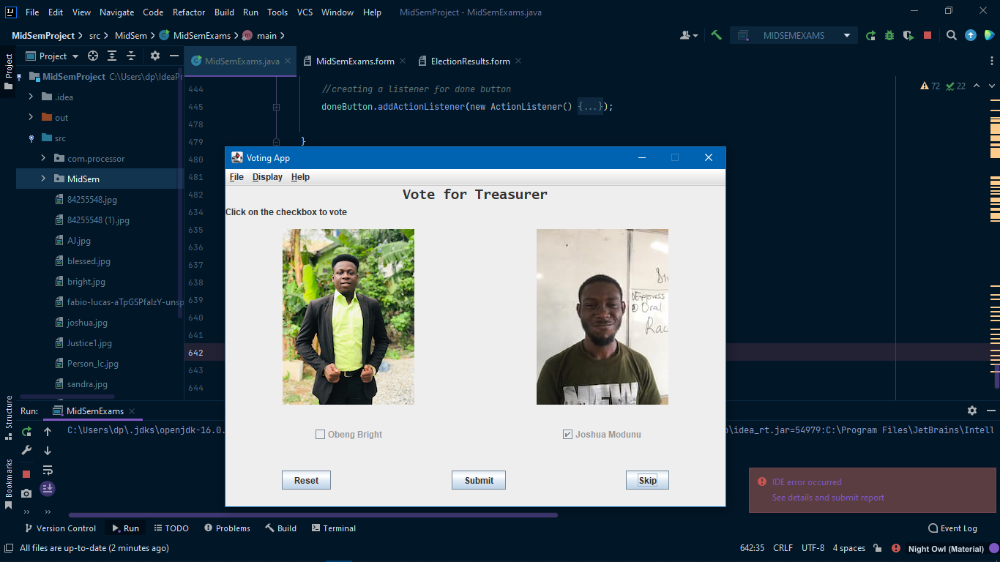 File Edit View Navigate Code Refactor Build Run Tools VCS Window Help MidSemProject - MidSemExams.java
MidSemProject src MidSem MidSemExams main MIDSEMEXAMS
Project
MidSemExams.java MidSemExams.form ElectionResults.form
Project
MidSemProject C:\Users\dp\IdeaPr
.idea
out
src
com.processor
MidSem
84255548.jpg
84255548 (1).jpg
AJ.jpg
blessed.jpg
bright.jpg
fabio-lucas-aTpGSPfalzY-unsp
joshua.jpg
Justice1.jpg
Person_Ic.jpg
sandra.jpg
444 //creating a listener for done button
445 doneButton.addActionListener(new ActionListener() {...});
478
479 }
480
481
482
634
635
636
637
638
639
640
641
642
643
644
72 22
Voting App
File Display Help
Vote for Treasurer
Click on the checkbox to vote
NEW
Obeng Bright Joshua Modunu
Reset Submit Skip
Structure
Bookmarks
Run: MidSemExams
C:\Users\dp\.jdks\openjdk-16.0. \idea_rt.jar=54979:C:\Program Files\JetBrains\Intell
IDE error occurred
See details and submit report
Version Control Run TODO Problems Build Terminal Event Log
All files are up-to-date (2 minutes ago) 642:35 CRLF UTF-8 4 spaces Night Owl (Material)